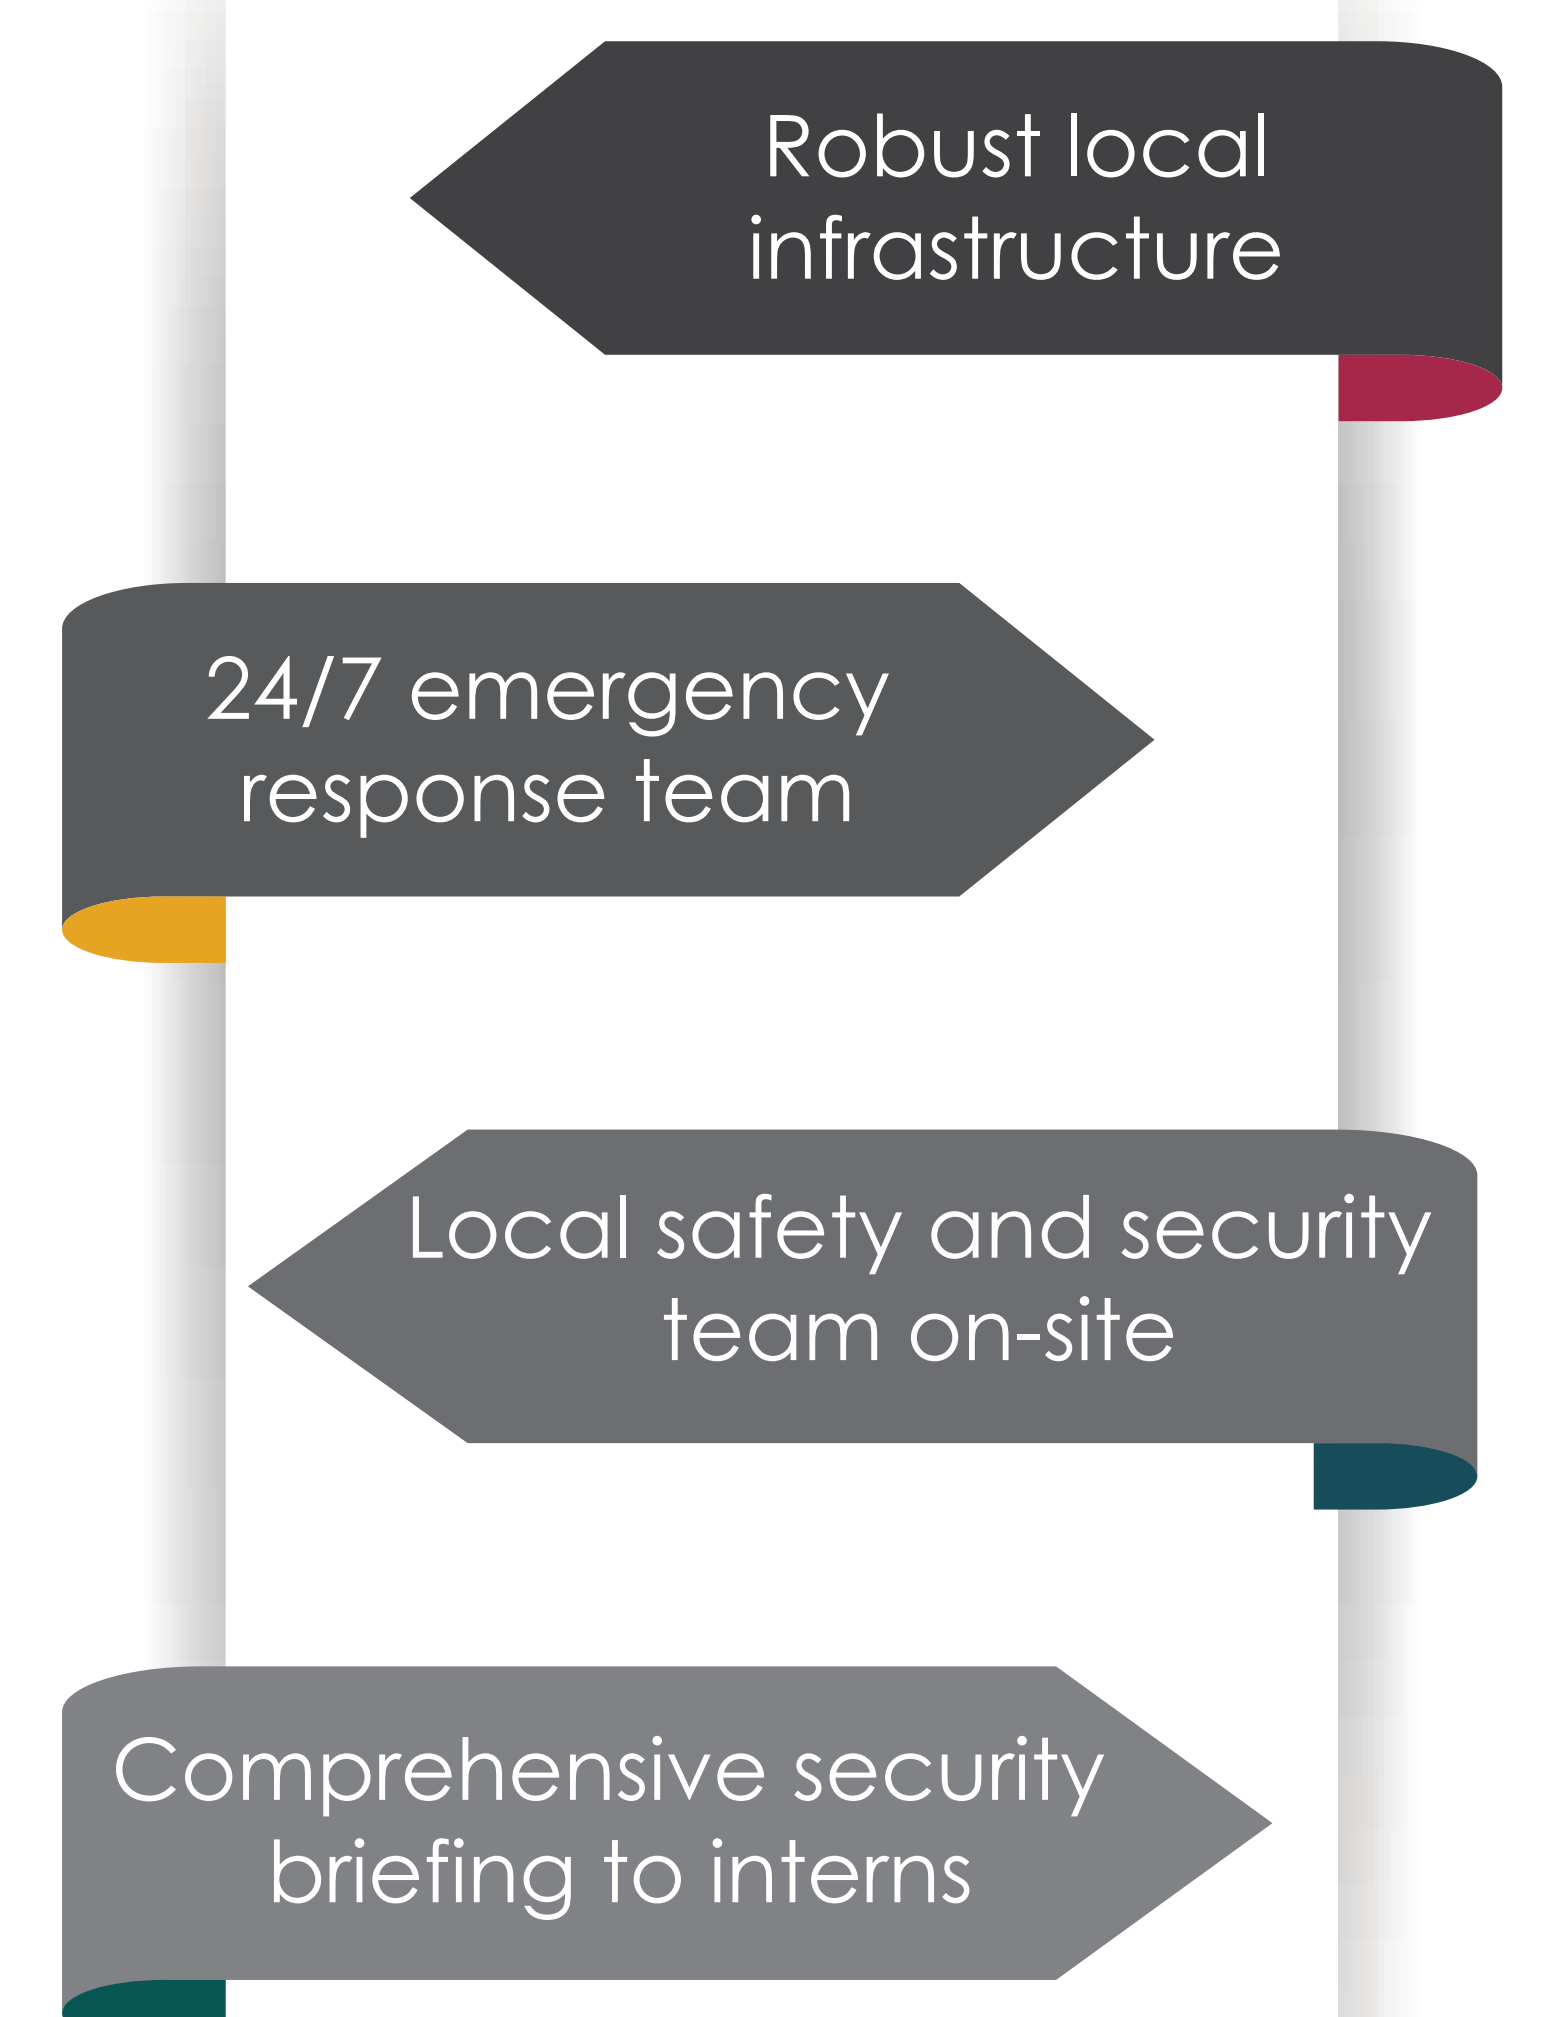 Robust local
infrastructure
24/7 emergency
response team
Local safety and security
team on-site
Comprehensive security
briefing to interns